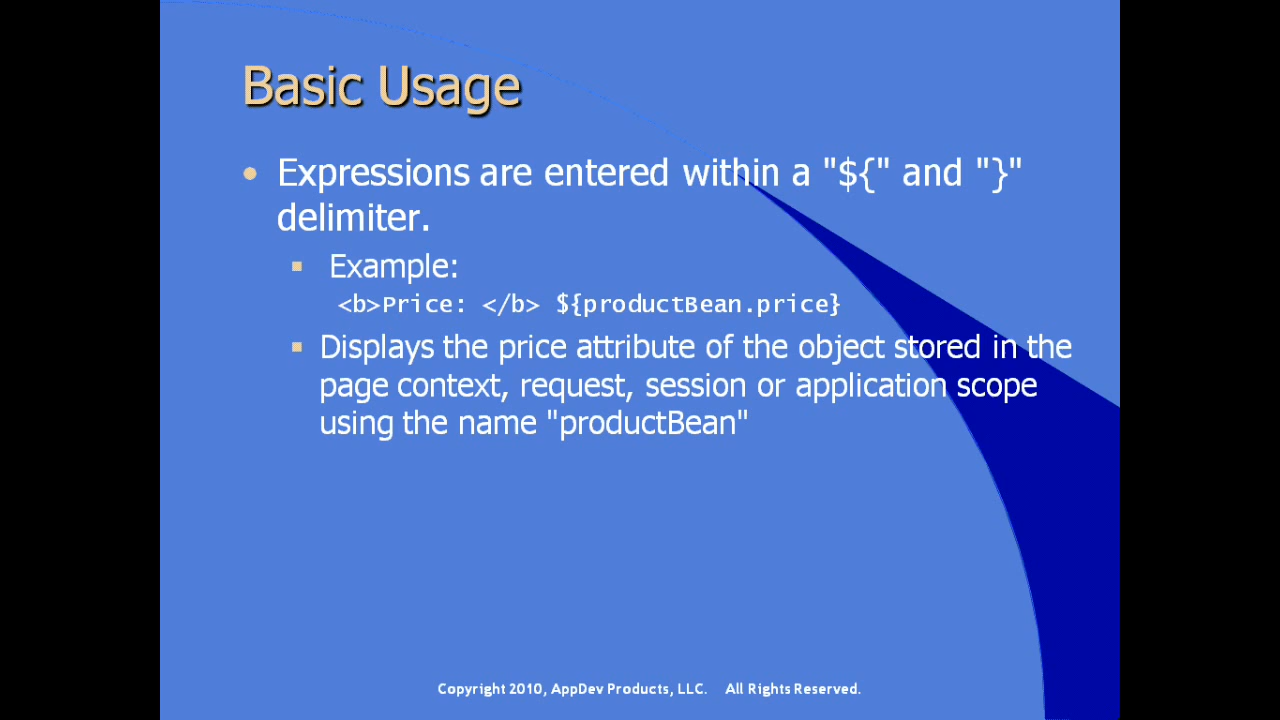 Basic Usage
• Expressions are entered within a "${" and "}"
delimiter.
▪ Example:
<b>Price: </b> ${productBean.price}
▪ Displays the price attribute of the object stored in the
page context, request, session or application scope
using the name "productBean"
Copyright 2010, AppDev Products, LLC. All Rights Reserved.